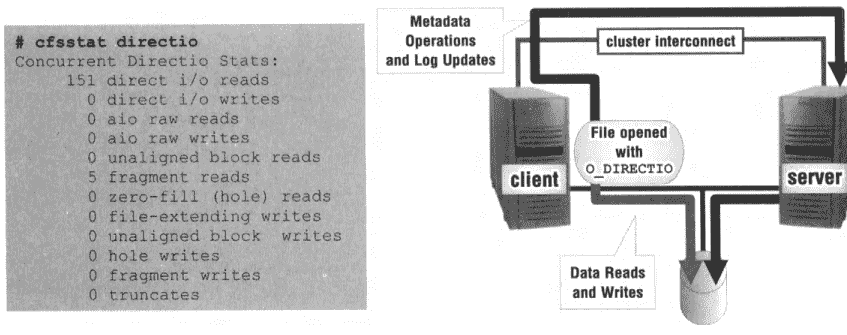 # cfsstat directio
Concurrent Directio Stats:
151 direct i/o reads
0 direct i/o writes
0 aio raw reads
0 aio raw writes
0 unaligned block reads
5 fragment reads
0 zero-fill (hole) reads
0 file-extending writes
0 unaligned block writes
0 hole writes
0 fragment writes
0 truncates
Metadata
Operations
and Log Updates
cluster interconnect
File opened
with
O_DIRECTIO
client
server
Data Reads
and Writes